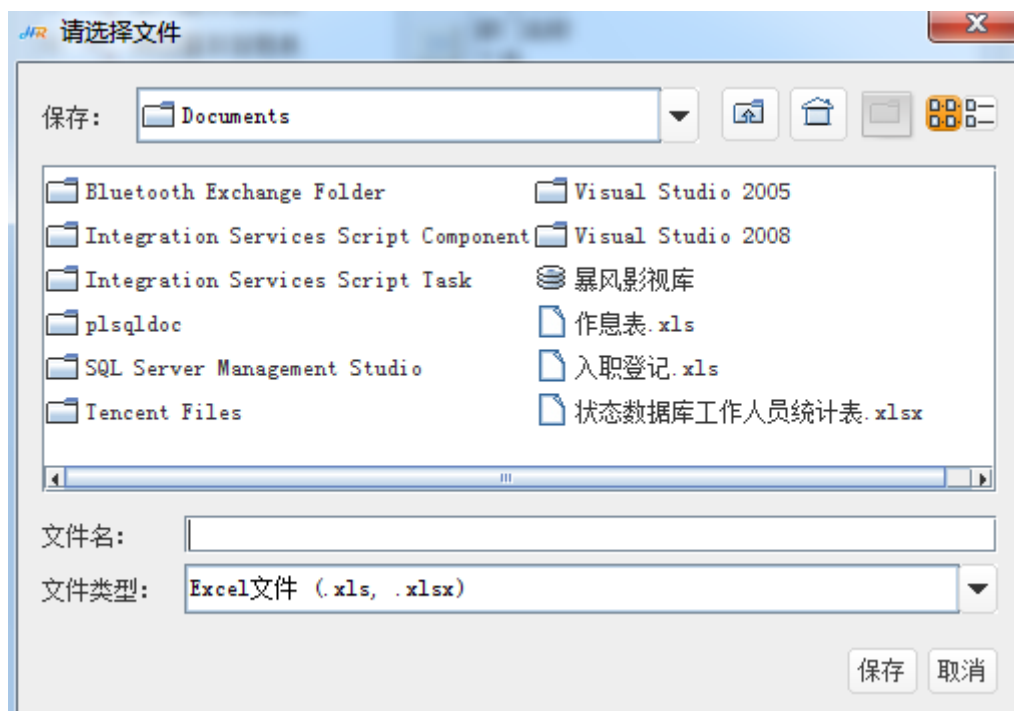 HR 请选择文件
保存: Documents
Bluetooth Exchange Folder
Integration Services Script Component
Integration Services Script Task
plsqldoc
SQL Server Management Studio
Tencent Files
Visual Studio 2005
Visual Studio 2008
暴风影视库
作息表.xls
入职登记.xls
状态数据库工作人员统计表.xlsx
文件名:
文件类型: Excel文件 (.xls, .xlsx)
保存 取消